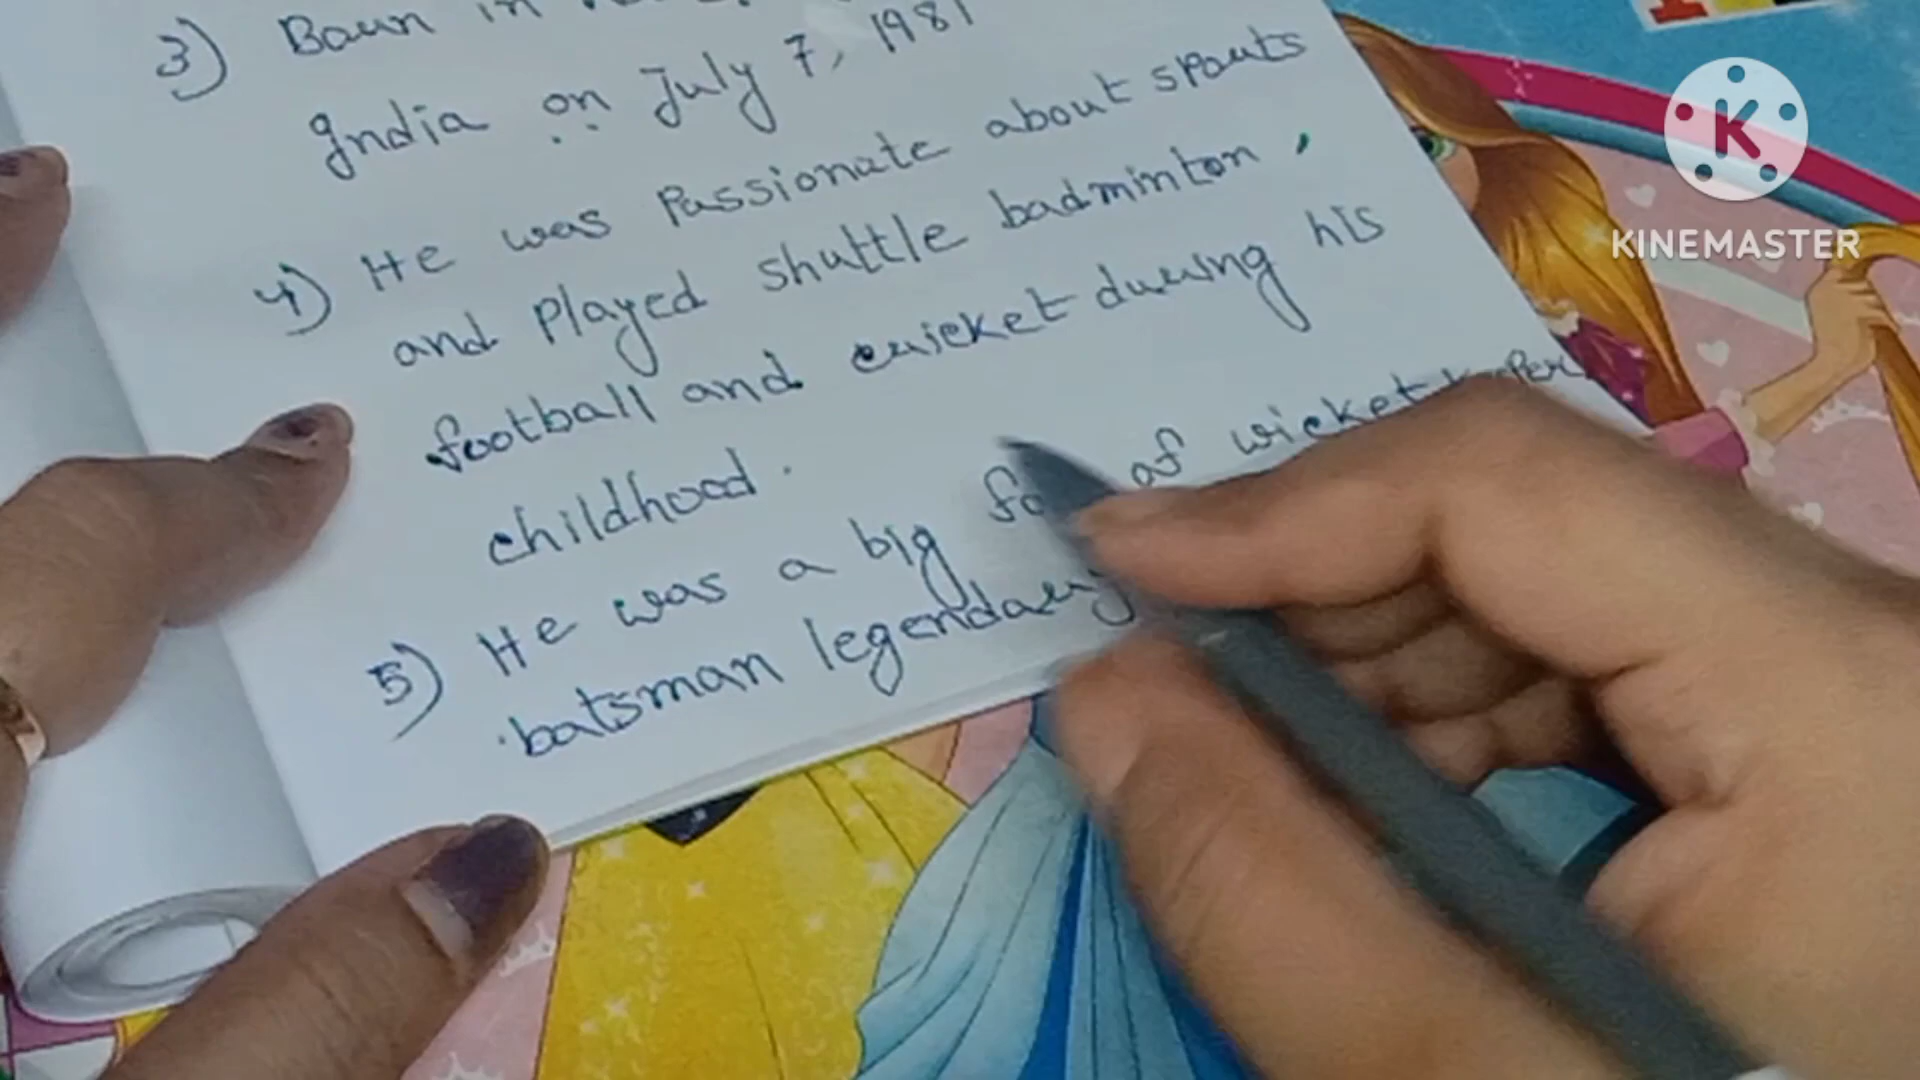 3) Born in
India on July 7, 1981
4) He was Passionate about sports
and Played shuttle badminton,
football and cricket during his
childhood.
5) He was a big of wicket
batsman legendary
KINEMASTER